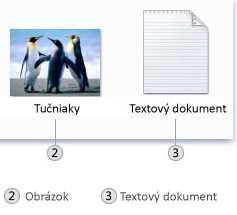 Tučniaky Textový dokument
2 3
2 Obrázok 3 Textový dokument